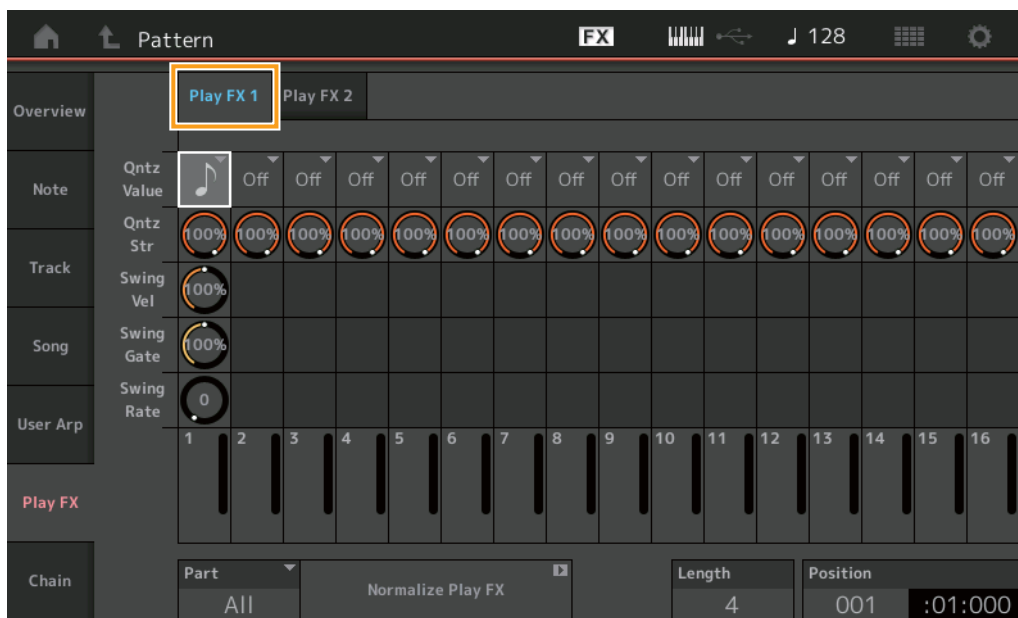 Pattern FX 128
Play FX 1 Play FX 2
Overview
Note
Track
Song
User Arp
Play FX
Chain
Qntz Value Off Off Off Off Off Off Off Off Off Off Off Off Off Off Off
Qntz Str 100% 100% 100% 100% 100% 100% 100% 100% 100% 100% 100% 100% 100% 100% 100% 100%
Swing Vel 100%
Swing Gate 100%
Swing Rate 0
1 2 3 4 5 6 7 8 9 10 11 12 13 14 15 16
Part Length Position
All Normalize Play FX 4 001 :01:000